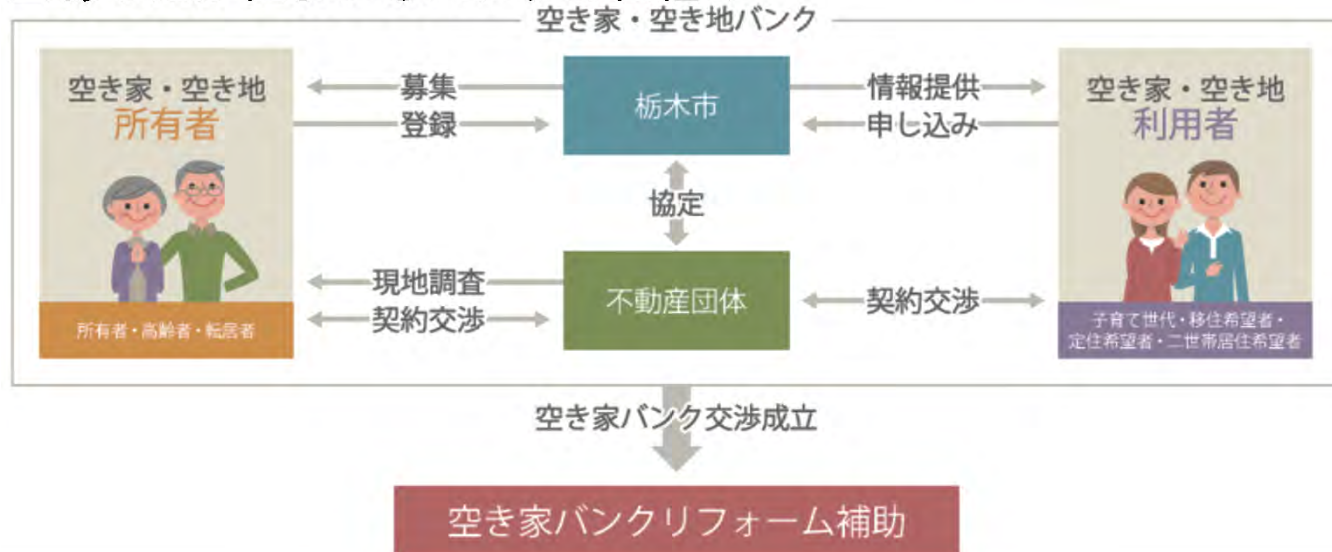 空き家・空き地バンク
空き家・空き地
所有者
所有者・高齢者・転居者
募集
登録
栃木市
情報提供
申し込み
協定
現地調査
契約交渉
不動産団体
契約交渉
空き家・空き地
利用者
子育て世代・移住希望者・
定住希望者・二世帯居住希望者
空き家バンク交渉成立
空き家バンクリフォーム補助